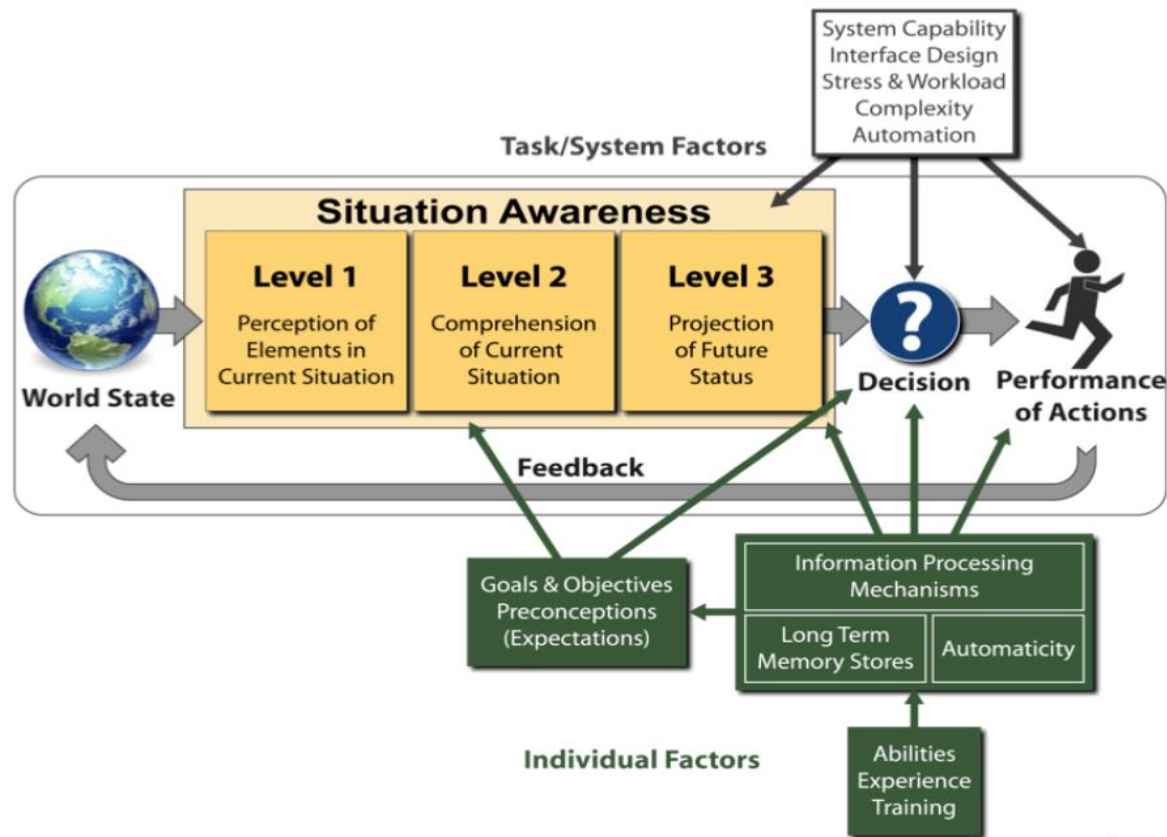 System Capability
Interface Design
Stress & Workload
Complexity
Automation
Task/System Factors
Situation Awareness
Level 1
Perception of
Elements in
Current Situation
Level 2
Comprehension
of Current
Situation
Level 3
Projection
of Future
Status
World State
?
Decision
Performance
of Actions
Feedback
Goals & Objectives
Preconceptions
(Expectations)
Information Processing
Mechanisms
Long Term
Memory Stores
Automaticity
Individual Factors
Abilities
Experience
Training